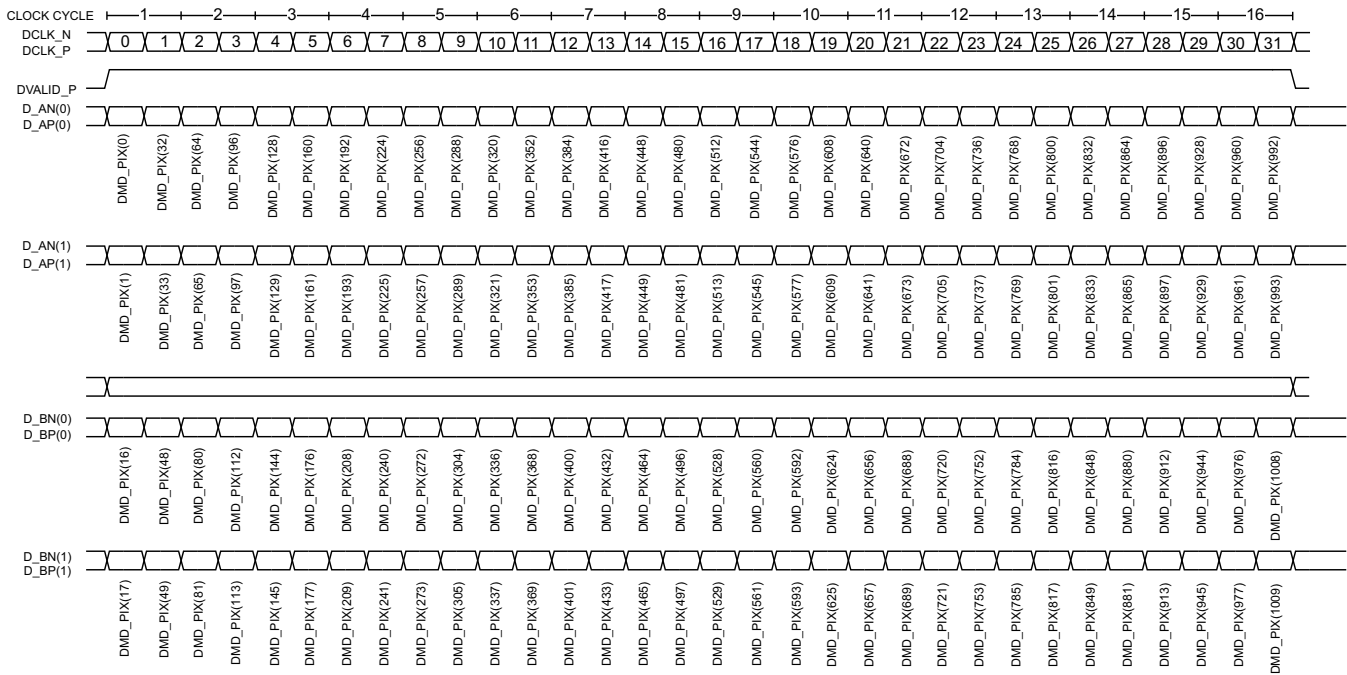 CLOCK CYCLE 1 2 3 4 5 6 7 8 9 10 11 12 13 14 15 16
DCLK_N
DCLK_P
0 1 2 3 4 5 6 7 8 9 10 11 12 13 14 15 16 17 18 19 20 21 22 23 24 25 26 27 28 29 30 31
DVALID_P
D_AN(0)
D_AP(0)
DMD_PIX(0) DMD_PIX(32) DMD_PIX(64) DMD_PIX(96) DMD_PIX(128) DMD_PIX(160) DMD_PIX(192) DMD_PIX(224) DMD_PIX(256) DMD_PIX(288) DMD_PIX(320) DMD_PIX(352) DMD_PIX(384) DMD_PIX(416) DMD_PIX(448) DMD_PIX(480) DMD_PIX(512) DMD_PIX(544) DMD_PIX(576) DMD_PIX(608) DMD_PIX(640) DMD_PIX(672) DMD_PIX(704) DMD_PIX(736) DMD_PIX(768) DMD_PIX(800) DMD_PIX(832) DMD_PIX(864) DMD_PIX(896) DMD_PIX(928) DMD_PIX(960) DMD_PIX(992)
D_AN(1)
D_AP(1)
DMD_PIX(1) DMD_PIX(33) DMD_PIX(65) DMD_PIX(97) DMD_PIX(129) DMD_PIX(161) DMD_PIX(193) DMD_PIX(225) DMD_PIX(257) DMD_PIX(289) DMD_PIX(321) DMD_PIX(353) DMD_PIX(385) DMD_PIX(417) DMD_PIX(449) DMD_PIX(481) DMD_PIX(513) DMD_PIX(545) DMD_PIX(577) DMD_PIX(609) DMD_PIX(641) DMD_PIX(673) DMD_PIX(705) DMD_PIX(737) DMD_PIX(769) DMD_PIX(801) DMD_PIX(833) DMD_PIX(865) DMD_PIX(897) DMD_PIX(929) DMD_PIX(961) DMD_PIX(993)
D_BN(0)
D_BP(0)
DMD_PIX(16) DMD_PIX(48) DMD_PIX(80) DMD_PIX(112) DMD_PIX(144) DMD_PIX(176) DMD_PIX(208) DMD_PIX(240) DMD_PIX(272) DMD_PIX(304) DMD_PIX(336) DMD_PIX(368) DMD_PIX(400) DMD_PIX(432) DMD_PIX(464) DMD_PIX(496) DMD_PIX(528) DMD_PIX(560) DMD_PIX(592) DMD_PIX(624) DMD_PIX(656) DMD_PIX(688) DMD_PIX(720) DMD_PIX(752) DMD_PIX(784) DMD_PIX(816) DMD_PIX(848) DMD_PIX(880) DMD_PIX(912) DMD_PIX(944) DMD_PIX(976) DMD_PIX(1008)
D_BN(1)
D_BP(1)
DMD_PIX(17) DMD_PIX(49) DMD_PIX(81) DMD_PIX(113) DMD_PIX(145) DMD_PIX(177) DMD_PIX(209) DMD_PIX(241) DMD_PIX(273) DMD_PIX(305) DMD_PIX(337) DMD_PIX(369) DMD_PIX(401) DMD_PIX(433) DMD_PIX(465) DMD_PIX(497) DMD_PIX(529) DMD_PIX(561) DMD_PIX(593) DMD_PIX(625) DMD_PIX(657) DMD_PIX(689) DMD_PIX(721) DMD_PIX(753) DMD_PIX(785) DMD_PIX(817) DMD_PIX(849) DMD_PIX(881) DMD_PIX(913) DMD_PIX(945) DMD_PIX(977) DMD_PIX(1009)